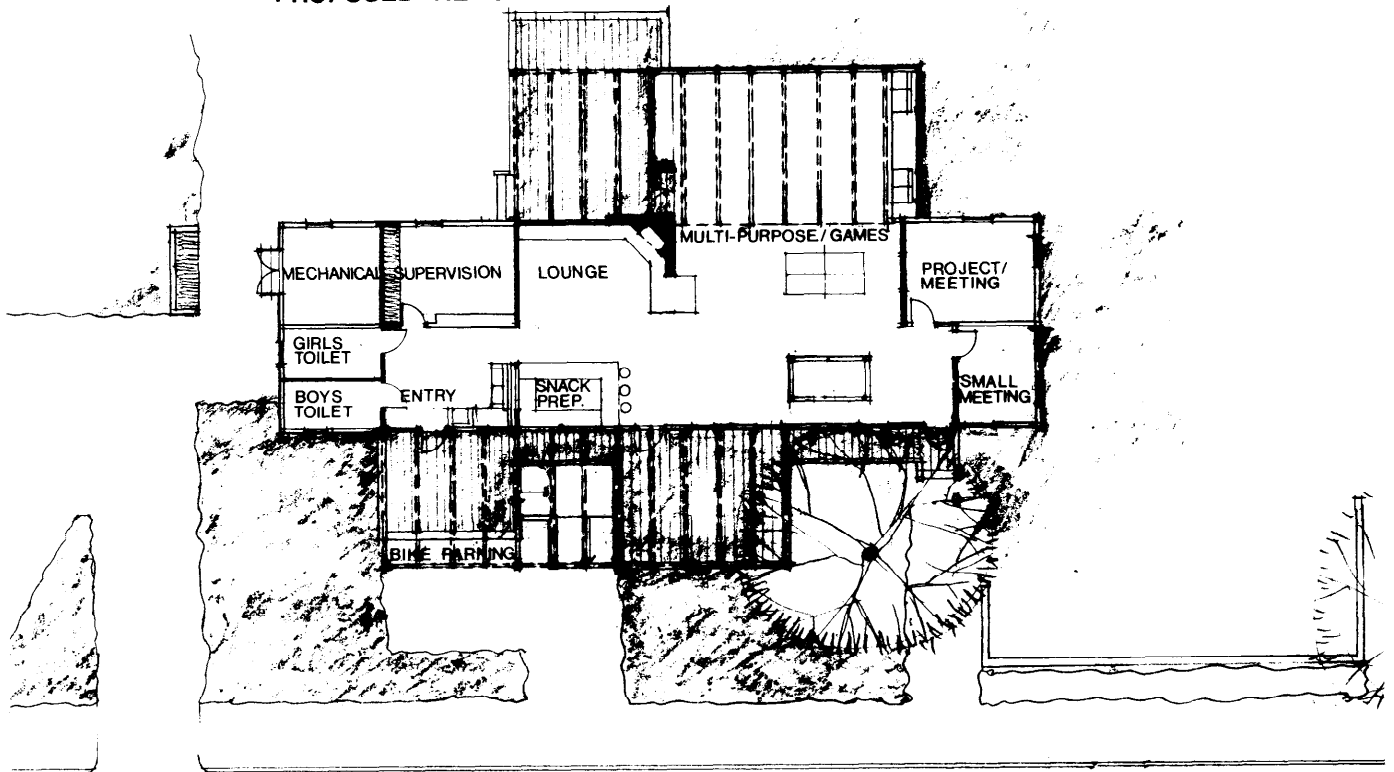 PROPOSED
MULTI-PURPOSE/GAMES
MECHANICAL
SUPERVISION
LOUNGE
PROJECT/
MEETING
GIRLS
TOILET
BOYS
TOILET
ENTRY
SNACK
PREP.
SMALL
MEETING
BIKE PARKING